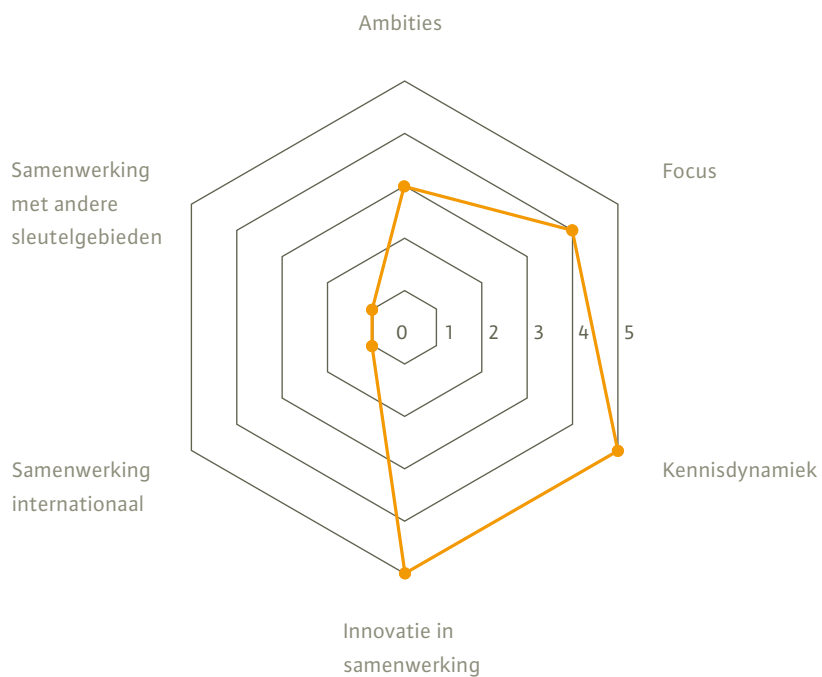 Ambities
Samenwerking
met andere
sleutelgebieden
Focus
0 1 2 3 4 5
Samenwerking
internationaal
Kennisdynamiek
Innovatie in
samenwerking